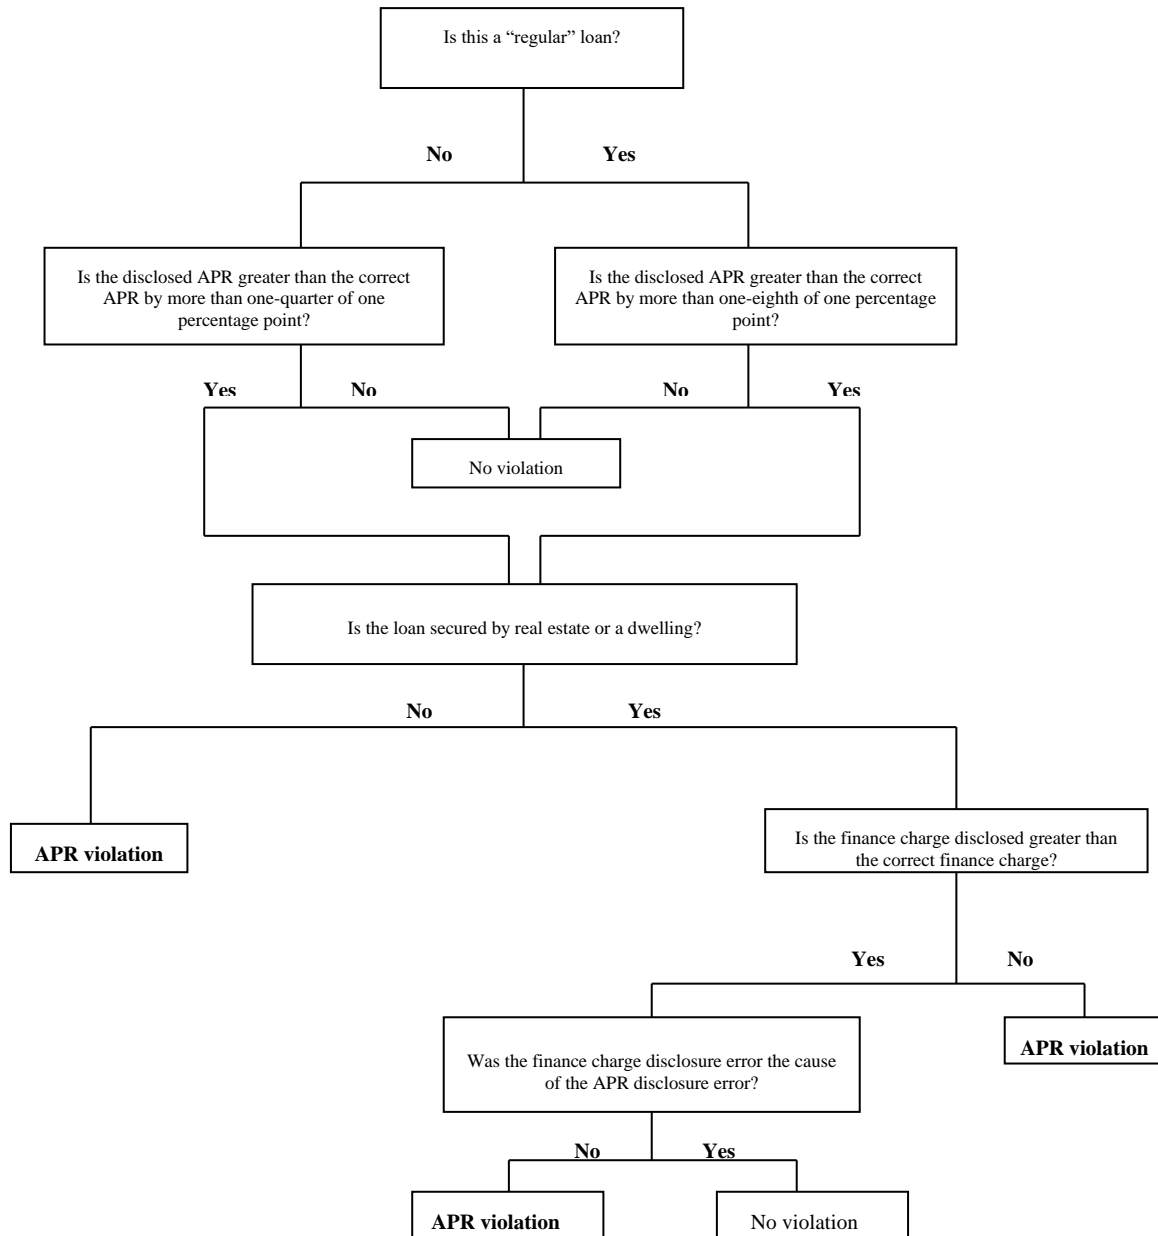 Is this a “regular” loan?
No Yes
Is the disclosed APR greater than the correct
APR by more than one-quarter of one
percentage point?
Is the disclosed APR greater than the correct
APR by more than one-eighth of one percentage
point?
Yes No
No Yes
No violation
Is the loan secured by real estate or a dwelling?
No Yes
APR violation
Is the finance charge disclosed greater than
the correct finance charge?
Yes No
Was the finance charge disclosure error the cause
of the APR disclosure error?
APR violation
No Yes
APR violation
No violation